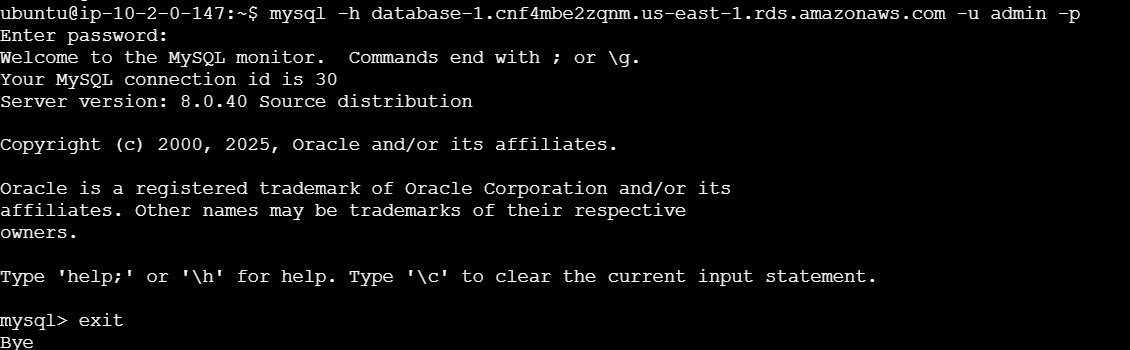 ubuntu@ip-10-2-0-147:~$ mysql -h database-1.cnf4mbe2zqnm.us-east-1.rds.amazonaws.com -u admin -p
Enter password:
Welcome to the MySQL monitor.  Commands end with ; or \g.
Your MySQL connection id is 30
Server version: 8.0.40 Source distribution
Copyright (c) 2000, 2025, Oracle and/or its affiliates.
Oracle is a registered trademark of Oracle Corporation and/or its
affiliates. Other names may be trademarks of their respective
owners.
Type 'help;' or '\h' for help. Type '\c' to clear the current input statement.
mysql> exit
Bye